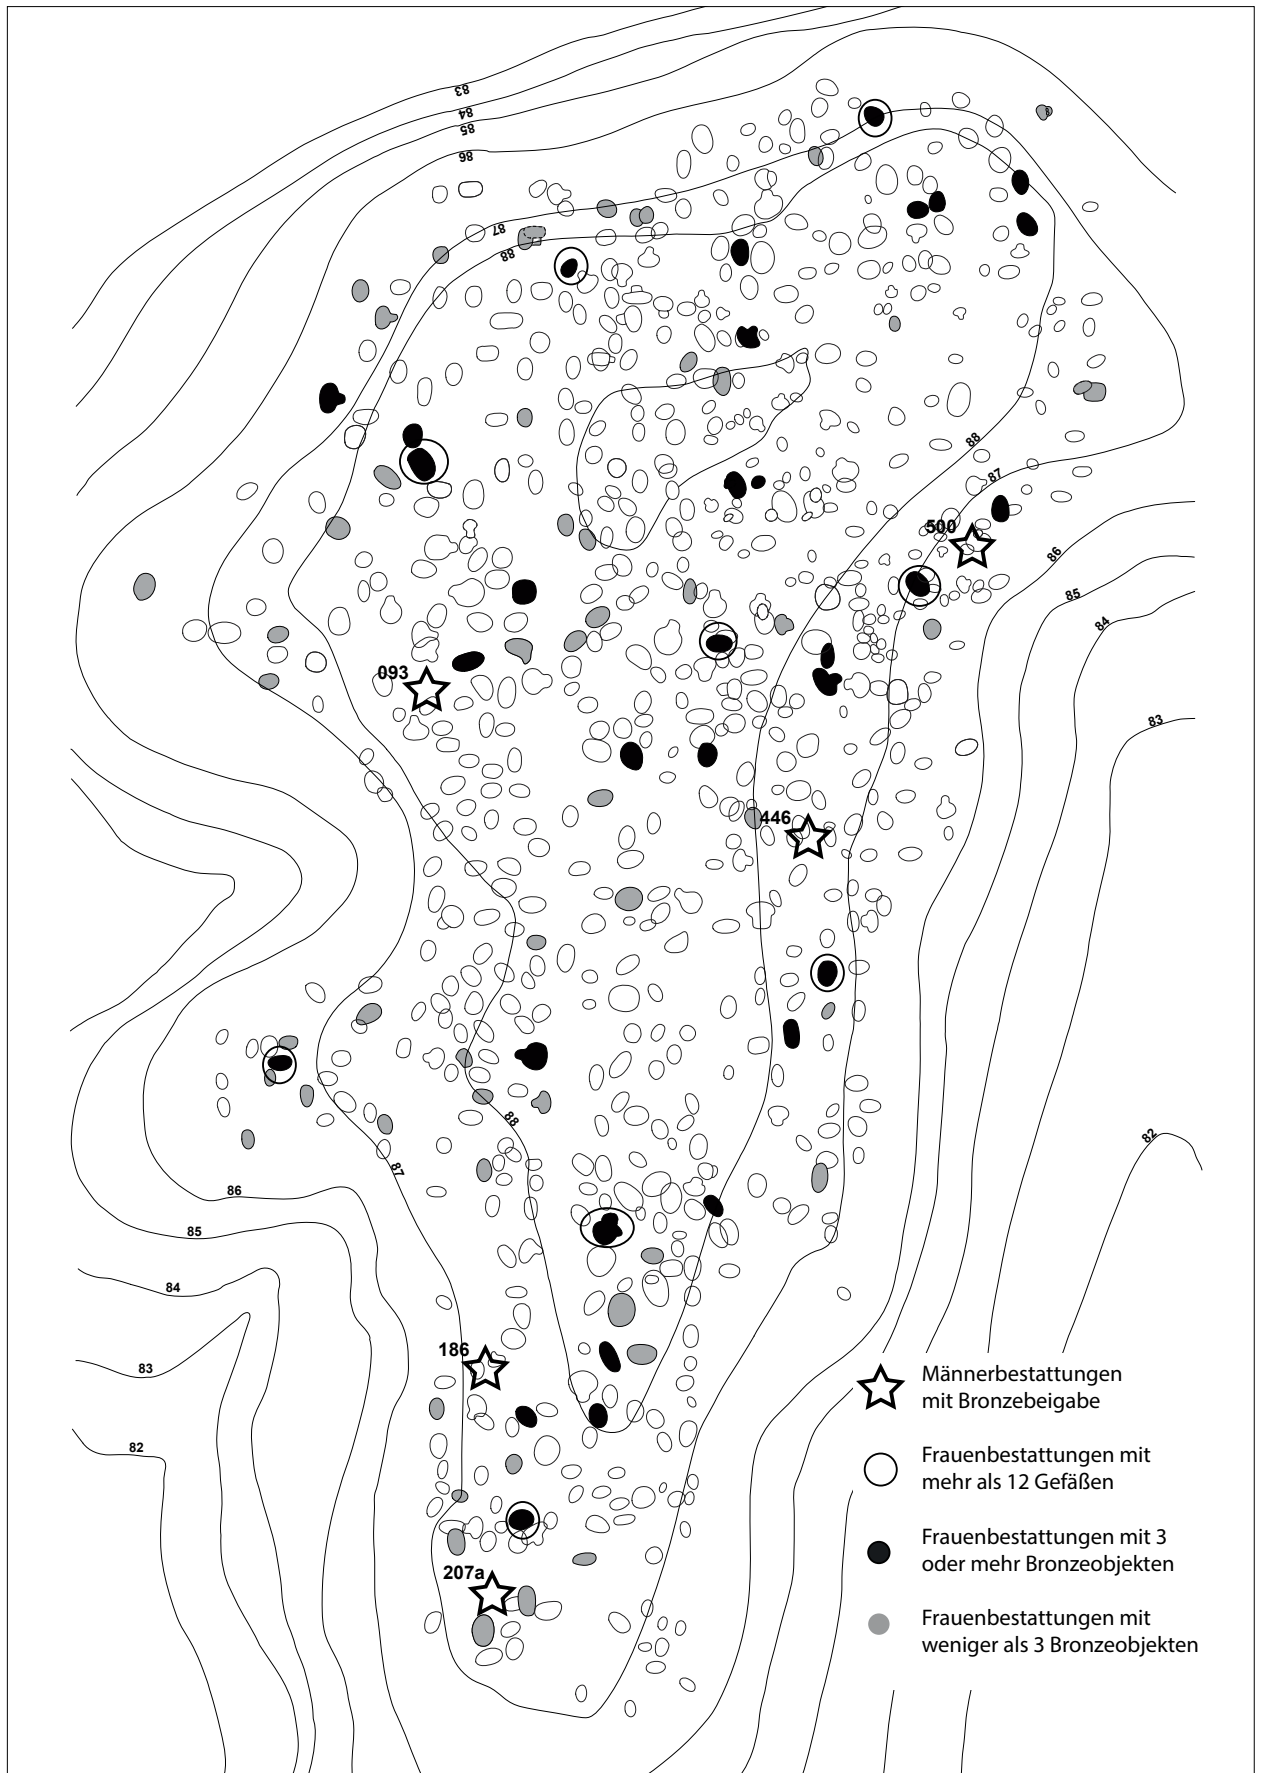 83
84
85
86
87
88
88
87
500
86
85
84
093
83
446
88
82
87
86
85
84
186
83
Männerbestattungen
mit Bronzebeigabe
82
Frauenbestattungen mit
mehr als 12 Gefäßen
Frauenbestattungen mit 3
oder mehr Bronzeobjekten
207a
Frauenbestattungen mit
weniger als 3 Bronzeobjekten